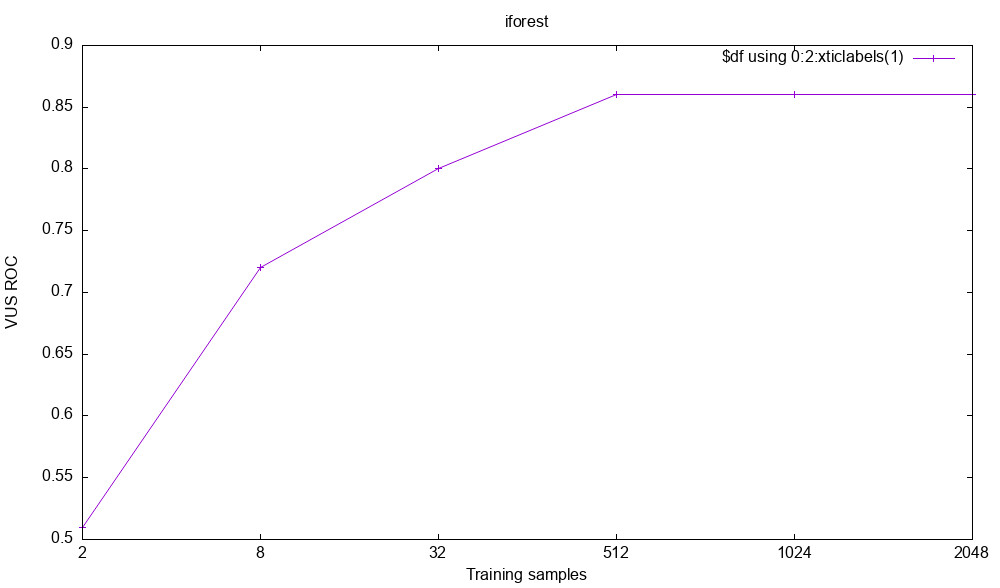 iforest
$df using 0:2:xticlabels(1)
0.9
0.85
0.8
0.75
0.7
0.65
0.6
0.55
0.5
VUS ROC
2 8 32 512 1024 2048
Training samples